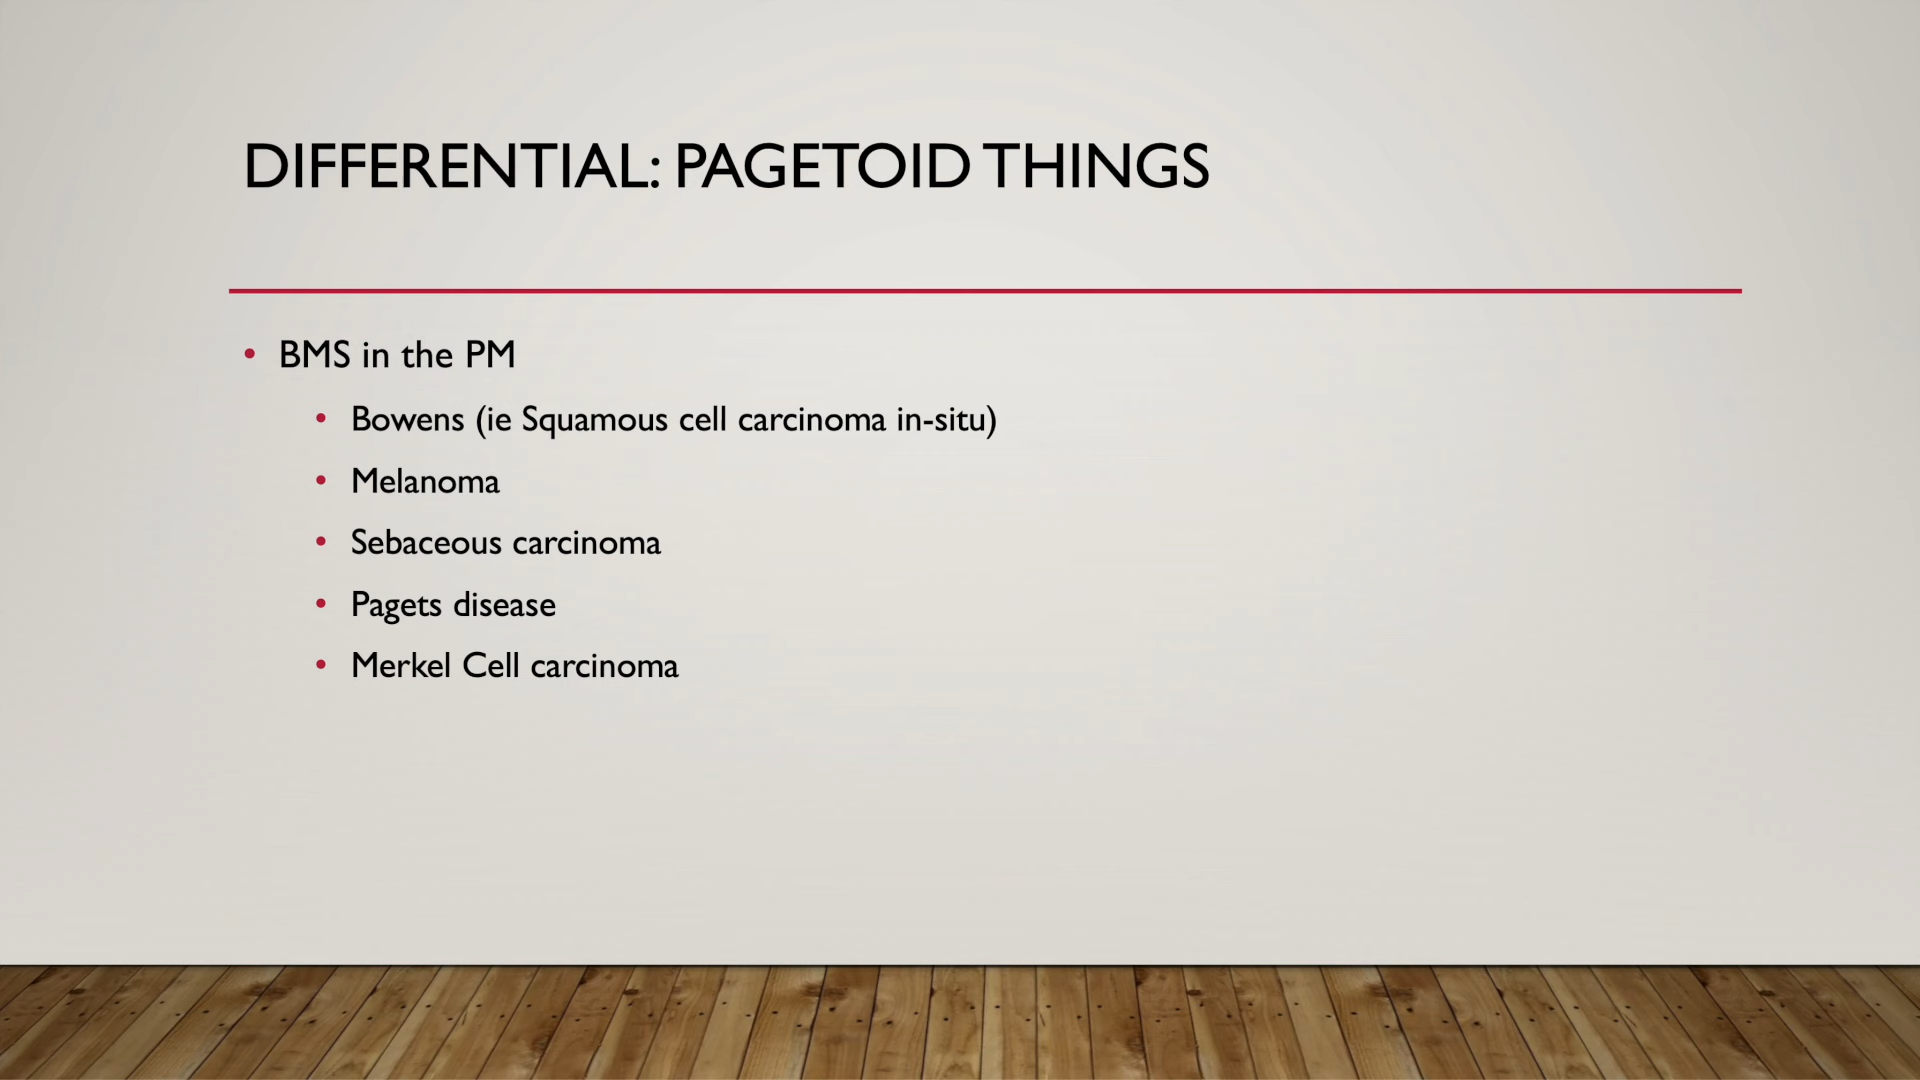 DIFFERENTIAL: PAGETOID THINGS
• BMS in the PM
• Bowens (ie Squamous cell carcinoma in-situ)
• Melanoma
• Sebaceous carcinoma
• Pagets disease
• Merkel Cell carcinoma